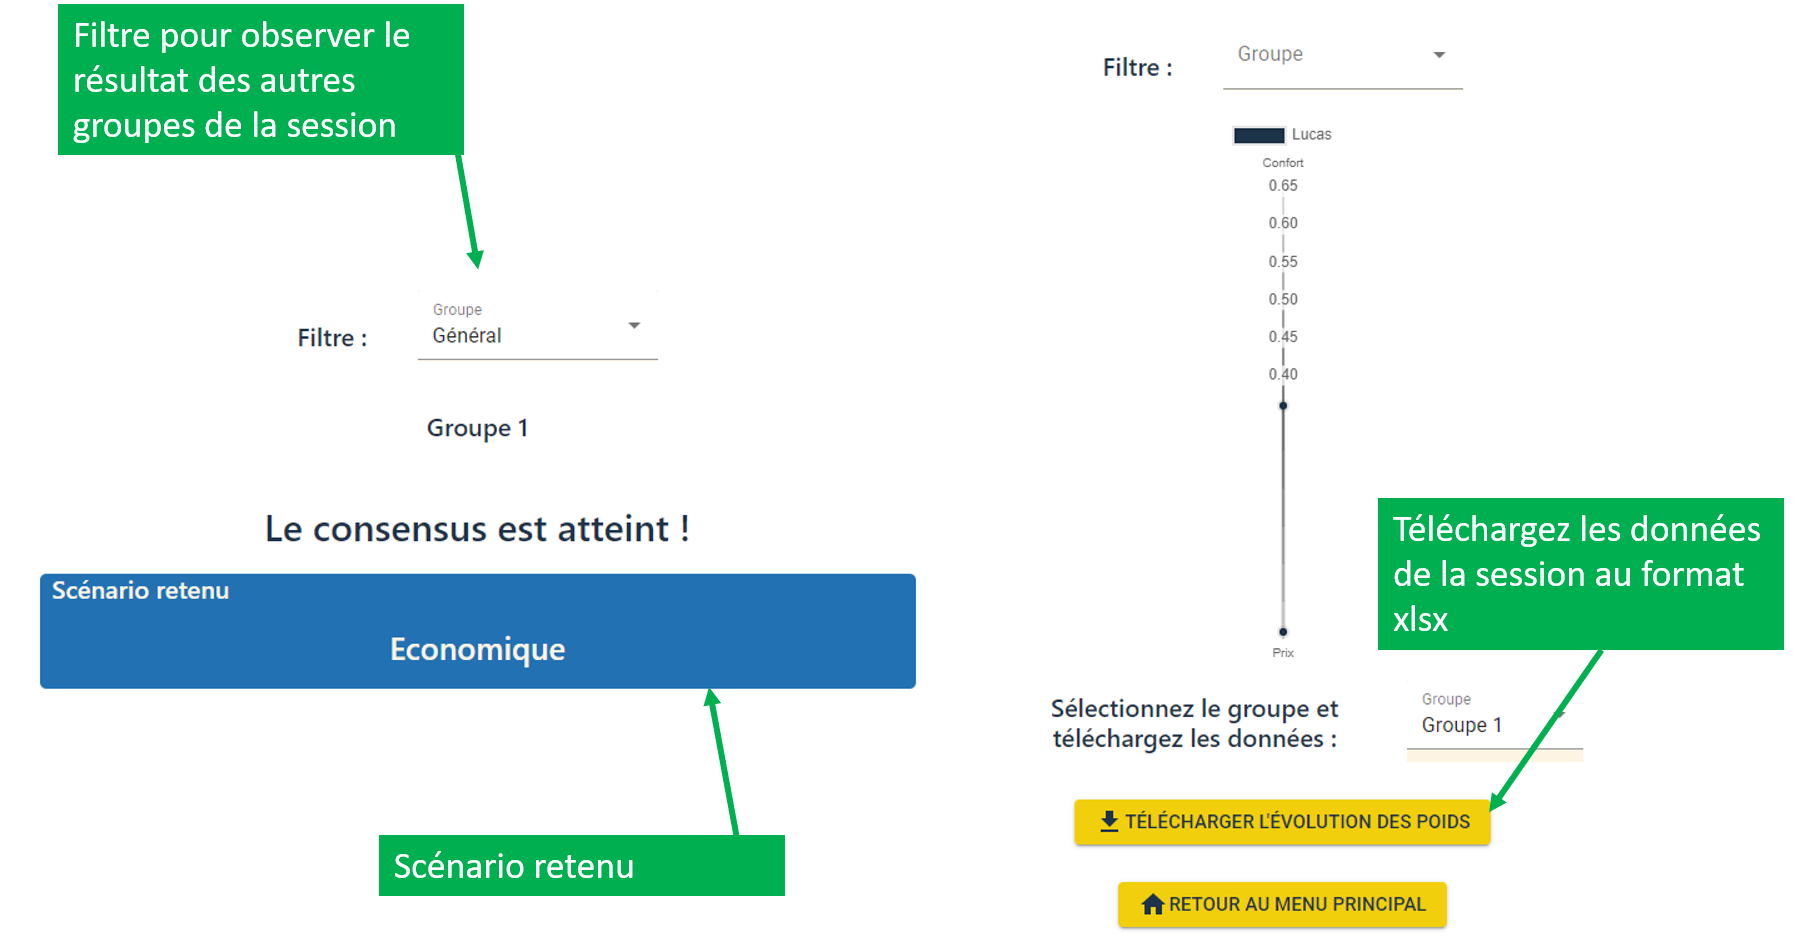 Filtre pour observer le
résultat des autres
groupes de la session
Groupe
Filtre :
Général
Groupe 1
Le consensus est atteint !
Scénario retenu
Economique
Scénario retenu
Groupe
Filtre :
Lucas
Confort
0.65
0.60
0.55
0.50
0.45
0.40
Prix
Téléchargez les données
de la session au format
xlsx
Sélectionnez le groupe et
téléchargez les données :
Groupe
Groupe 1
TÉLÉCHARGER L'ÉVOLUTION DES POIDS
RETOUR AU MENU PRINCIPAL